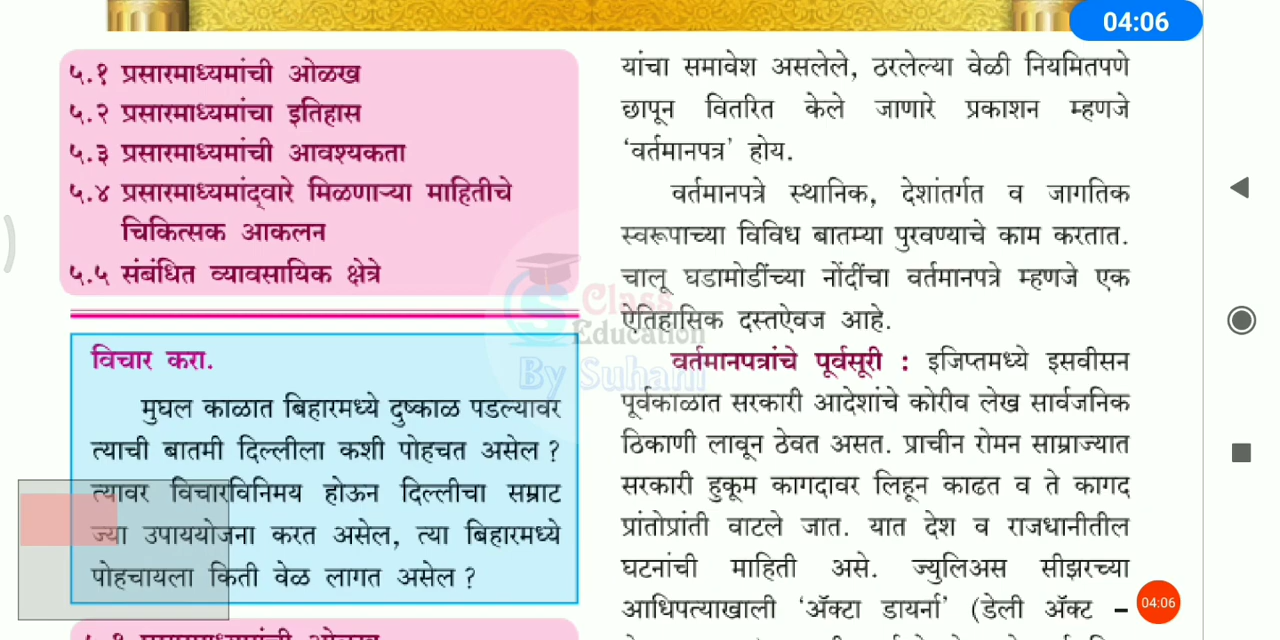 04:06
५.१ प्रसारमाध्यमांची ओळख
५.२ प्रसारमाध्यमांचा इतिहास
५.३ प्रसारमाध्यमांची आवश्यकता
५.४ प्रसारमाध्यमांद्‌वारे मिळणाऱ्या माहितीचे
चिकित्सक आकलन
५.५ संबंधित व्यावसायिक क्षेत्रे
विचार करा.
मुघल काळात बिहारमध्ये दुष्काळ पडल्यावर
त्याची बातमी दिल्लीला कशी पोहचत असेल ?
त्यावर विचारविनिमय होऊन दिल्लीचा सम्राट
ज्या उपाययोजना करत असेल, त्या बिहारमध्ये
पोहचायला किती वेळ लागत असेल ?
५.१ प्रसारमाध्यमांची ओळख
यांचा समावेश असलेले, ठरलेल्या वेळी नियमितपणे
छापून वितरित केले जाणारे प्रकाशन म्हणजे
‘वर्तमानपत्र’ होय.
वर्तमानपत्रे स्थानिक, देशांतर्गत व जागतिक
स्वरूपाच्या विविध बातम्या पुरवण्याचे काम करतात.
चालू घडामोडींच्या नोंदींचा वर्तमानपत्रे म्हणजे एक
ऐतिहासिक दस्तऐवज आहे.
वर्तमानपत्रांचे पूर्वसूरी : इजिप्तमध्ये इसवीसन
पूर्वकाळात सरकारी आदेशांचे कोरीव लेख सार्वजनिक
ठिकाणी लावून ठेवत असत. प्राचीन रोमन साम्राज्यात
सरकारी हुकूम कागदावर लिहून काढत व ते कागद
प्रांतोप्रांती वाटले जात. यात देश व राजधानीतील
घटनांची माहिती असे. ज्युलिअस सीझरच्या
आधिपत्याखाली ‘ॲक्टा डायर्ना’ (डेली ॲक्ट –
Class
Education
By Suhani
04:06